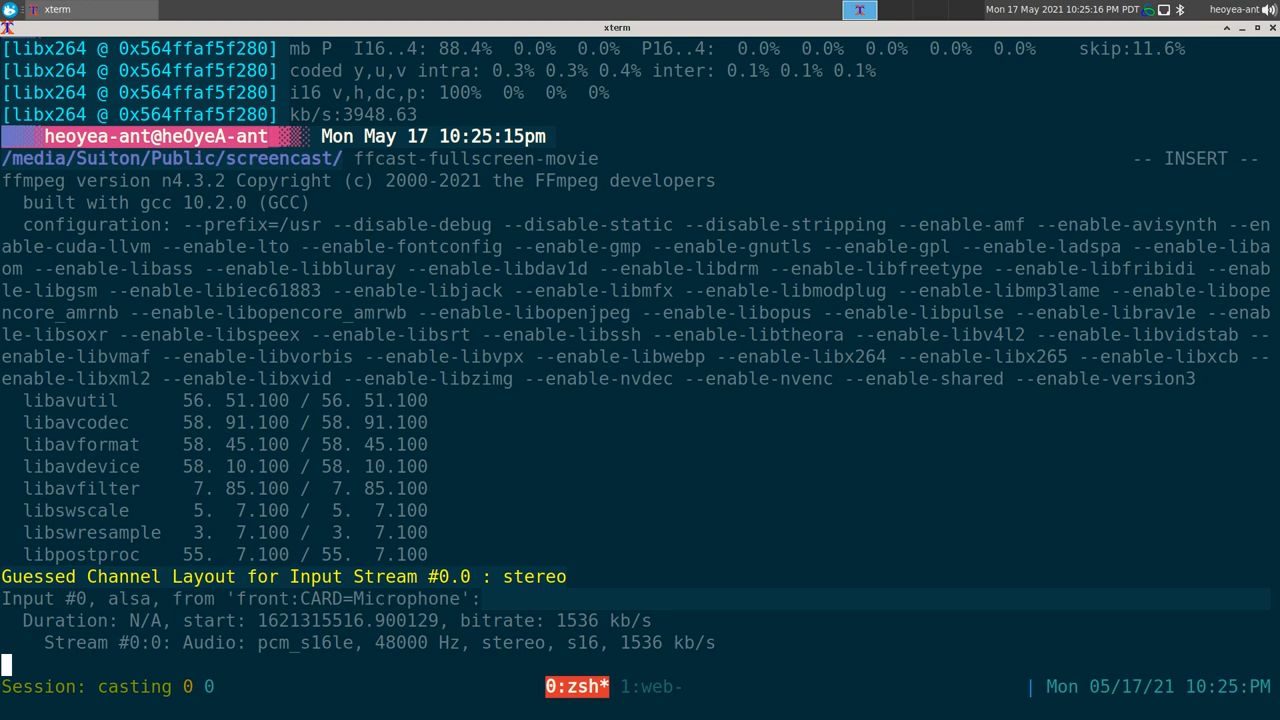 xterm
Mon 17 May 2021 10:25:16 PM PDT
heoyea-ant
xterm
[libx264 @ 0x564ffaf5f280] mb P  I16..4: 88.4%  0.0%  0.0%  P16..4:  0.0%  0.0%  0.0%  0.0%  0.0%    skip:11.6%
[libx264 @ 0x564ffaf5f280] coded y,u,v intra: 0.3% 0.3% 0.4% inter: 0.1% 0.1% 0.1%
[libx264 @ 0x564ffaf5f280] i16 v,h,dc,p: 100%  0%  0%  0%
[libx264 @ 0x564ffaf5f280] kb/s:3948.63
heoyea-ant@heOyeA-ant Mon May 17 10:25:15pm
/media/Suiton/Public/screencast/ ffcast-fullscreen-movie -- INSERT --
ffmpeg version n4.3.2 Copyright (c) 2000-2021 the FFmpeg developers
built with gcc 10.2.0 (GCC)
configuration: --prefix=/usr --disable-debug --disable-static --disable-stripping --enable-amf --enable-avisynth --en
able-cuda-llvm --enable-lto --enable-fontconfig --enable-gmp --enable-gnutls --enable-gpl --enable-ladspa --enable-liba
om --enable-libass --enable-libbluray --enable-libdav1d --enable-libdrm --enable-libfreetype --enable-libfribidi --enab
le-libgsm --enable-libiec61883 --enable-libjack --enable-libmfx --enable-libmodplug --enable-libmp3lame --enable-libope
ncore_amrnb --enable-libopencore_amrwb --enable-libopenjpeg --enable-libopus --enable-libpulse --enable-librav1e --enab
le-libsoxr --enable-libspeex --enable-libsrt --enable-libssh --enable-libtheora --enable-libv4l2 --enable-libvidstab --
enable-libvmaf --enable-libvorbis --enable-libvpx --enable-libwebp --enable-libx264 --enable-libx265 --enable-libxcb --
enable-libxml2 --enable-libxvid --enable-libzimg --enable-nvdec --enable-nvenc --enable-shared --enable-version3
libavutil      56. 51.100 / 56. 51.100
libavcodec     58. 91.100 / 58. 91.100
libavformat    58. 45.100 / 58. 45.100
libavdevice    58. 10.100 / 58. 10.100
libavfilter     7. 85.100 /  7. 85.100
libswscale      5.  7.100 /  5.  7.100
libswresample   3.  7.100 /  3.  7.100
libpostproc    55.  7.100 / 55.  7.100
Guessed Channel Layout for Input Stream #0.0 : stereo
Input #0, alsa, from 'front:CARD=Microphone':
Duration: N/A, start: 1621315516.900129, bitrate: 1536 kb/s
Stream #0:0: Audio: pcm_s16le, 48000 Hz, stereo, s16, 1536 kb/s
Session: casting 0 0 0:zsh* 1:web- | Mon 05/17/21 10:25:PM